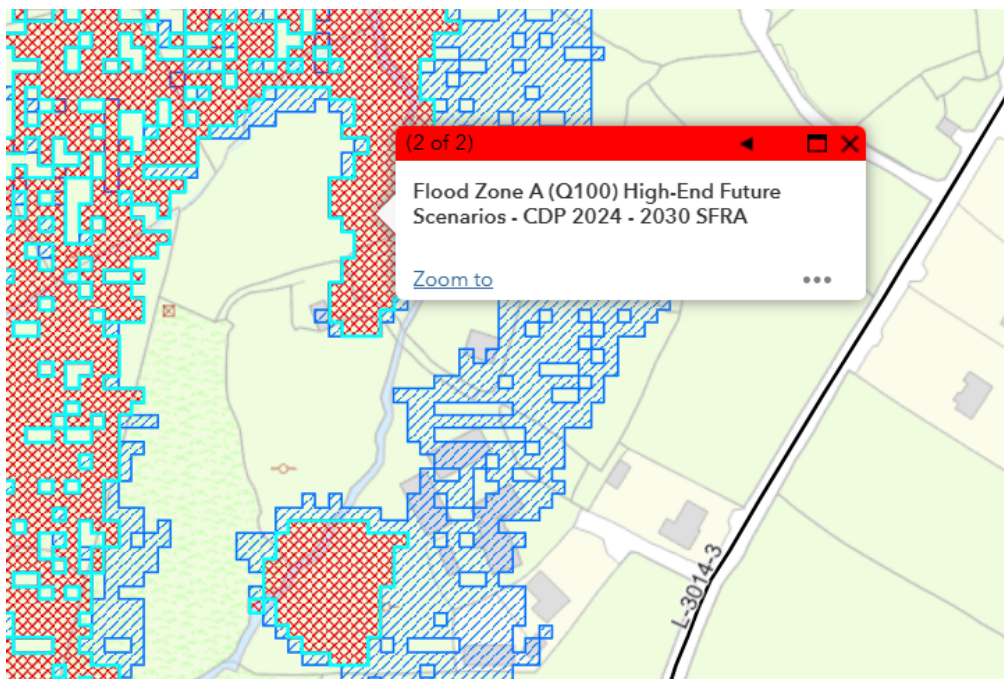 (2 of 2)
Flood Zone A (Q100) High-End Future
Scenarios - CDP 2024 - 2030 SFRA
Zoom to
L-3014-3